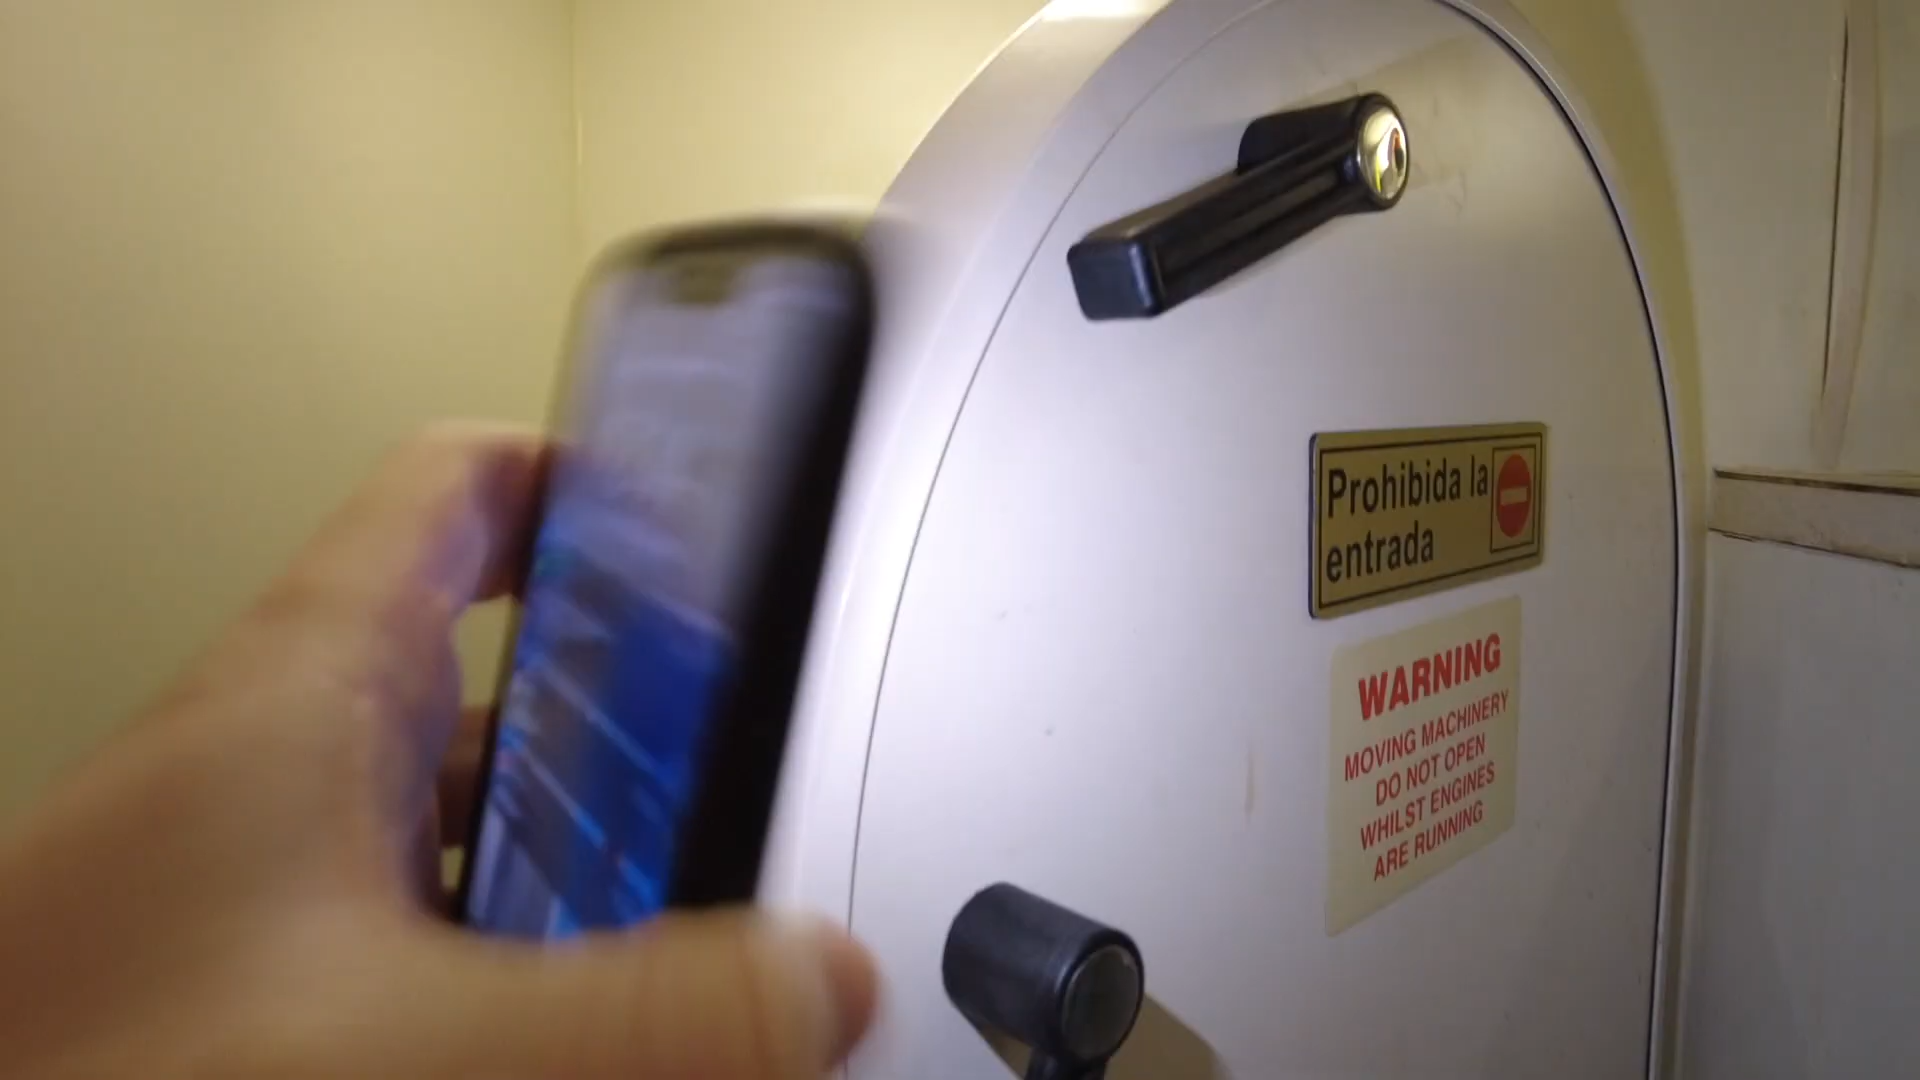 Prohibida la
entrada
WARNING
MOVING MACHINERY
DO NOT OPEN
WHILST ENGINES
ARE RUNNING